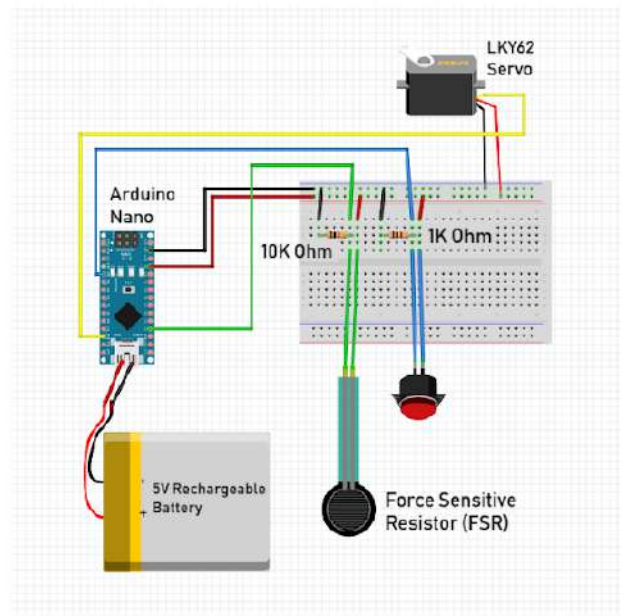 LKY62
Servo
Arduino
Nano
10K Ohm
1K Ohm
5V Rechargeable
Battery
+
Force Sensitive
Resistor (FSR)